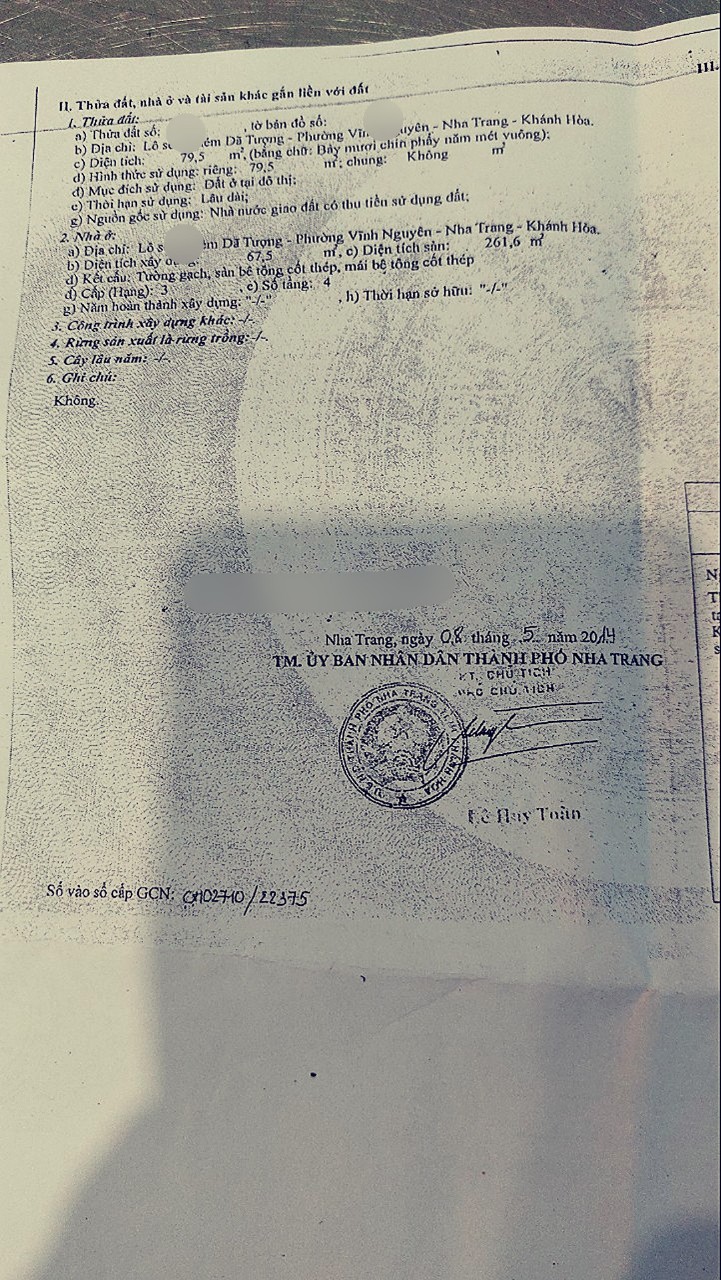 II. Thửa đất, nhà ở và tài sản khác gắn liền với đất
III.
1. Thửa đất:
a) Thửa đất số: , tờ bản đồ số:
b) Địa chỉ: Lô Dã Tượng - Phường Vĩnh - Nha Trang - Khánh Hòa.
c) Diện tích: 79,5 m², (bằng chữ: Bảy mươi chín phẩy năm mét vuông);
d) Hình thức sử dụng: riêng: 79,5 m²; chung: Không m²
đ) Mục đích sử dụng: Đất ở tại đô thị;
e) Thời hạn sử dụng: Lâu dài;
g) Nguồn gốc sử dụng: Nhà nước giao đất có thu tiền sử dụng đất;
2. Nhà ở:
a) Địa chỉ: Lô Dã Tượng - Phường Vĩnh Nguyên - Nha Trang - Khánh Hòa.
b) Diện tích xây 67,5 m², c) Diện tích sàn: 261,6 m²
d) Kết cấu: Tường gạch, sàn bê tông cốt thép, mái bê tông cốt thép
đ) Cấp (Hạng): 3 e) Số tầng: 4
g) Năm hoàn thành xây dựng: "-/-" , h) Thời hạn sở hữu: "-/-"
3. Công trình xây dựng khác: -/-.
4. Rừng sản xuất là rừng trồng: -/-.
5. Cây lâu năm: -/-.
6. Ghi chú:
Không.
Nha Trang, ngày 08 tháng 5 năm 2014
TM. ỦY BAN NHÂN DÂN THÀNH PHỐ NHA TRANG
KT. CHỦ TỊCH
PHÓ CHỦ TỊCH
Lê Huy Toàn
Số vào sổ cấp GCN: CH02710/22375